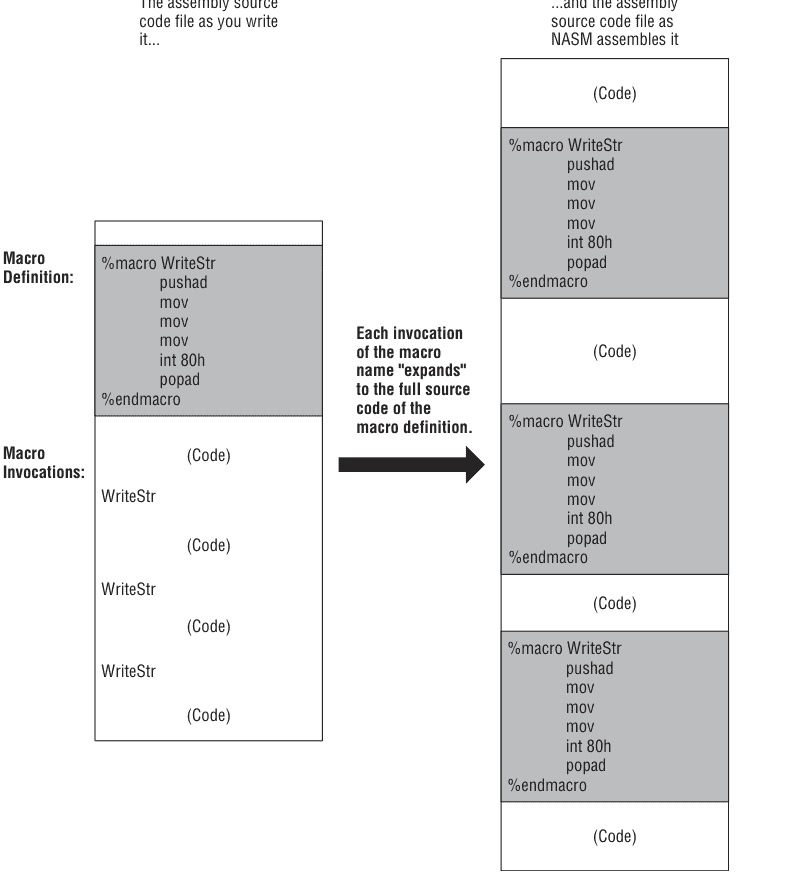 The assembly source
code file as you write
it...
...and the assembly
source code file as
NASM assembles it
Macro
Definition:
%macro WriteStr
pushad
mov
mov
mov
int 80h
popad
%endmacro
Macro
Invocations:
(Code)
WriteStr
(Code)
WriteStr
(Code)
WriteStr
(Code)
Each invocation
of the macro
name "expands"
to the full source
code of the
macro definition.
(Code)
%macro WriteStr
pushad
mov
mov
mov
int 80h
popad
%endmacro
(Code)
%macro WriteStr
pushad
mov
mov
mov
int 80h
popad
%endmacro
(Code)
%macro WriteStr
pushad
mov
mov
mov
int 80h
popad
%endmacro
(Code)